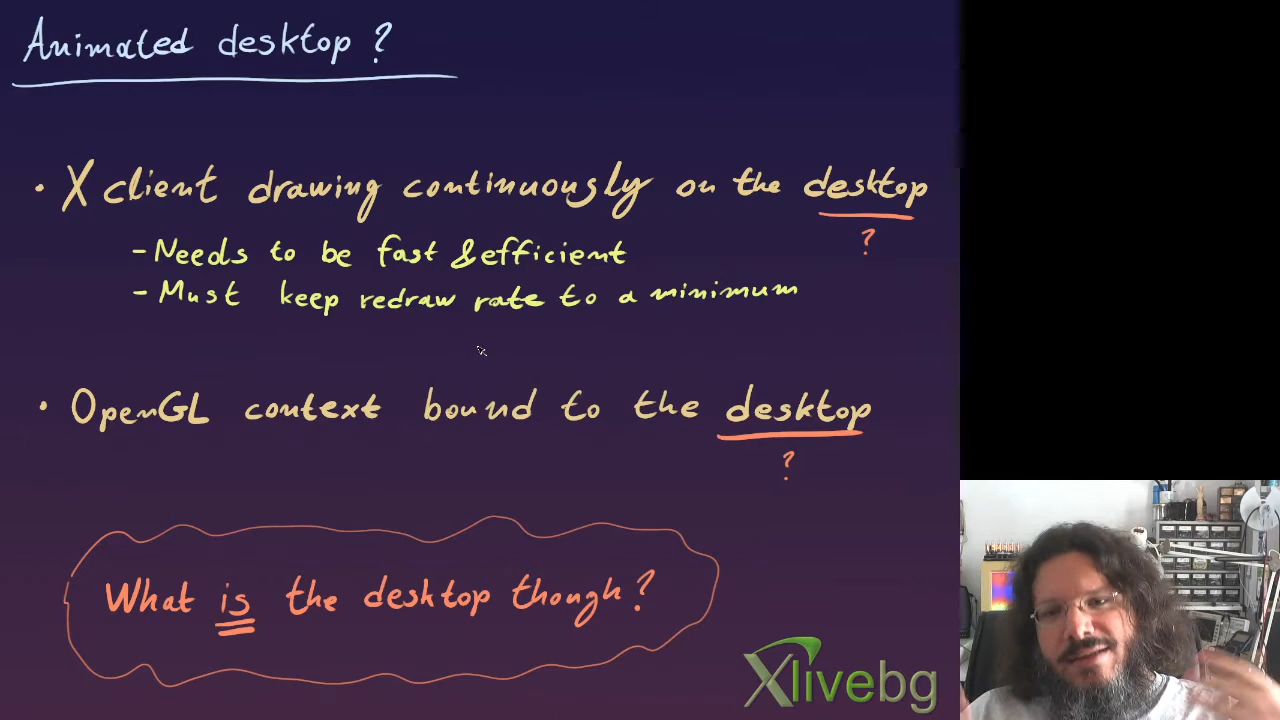 Animated desktop?
• X client drawing continuously on the desktop
?
- Needs to be fast & efficient
- Must keep redraw rate to a minimum
• OpenGL context bound to the desktop
?
What is the desktop though?
Xlivebg